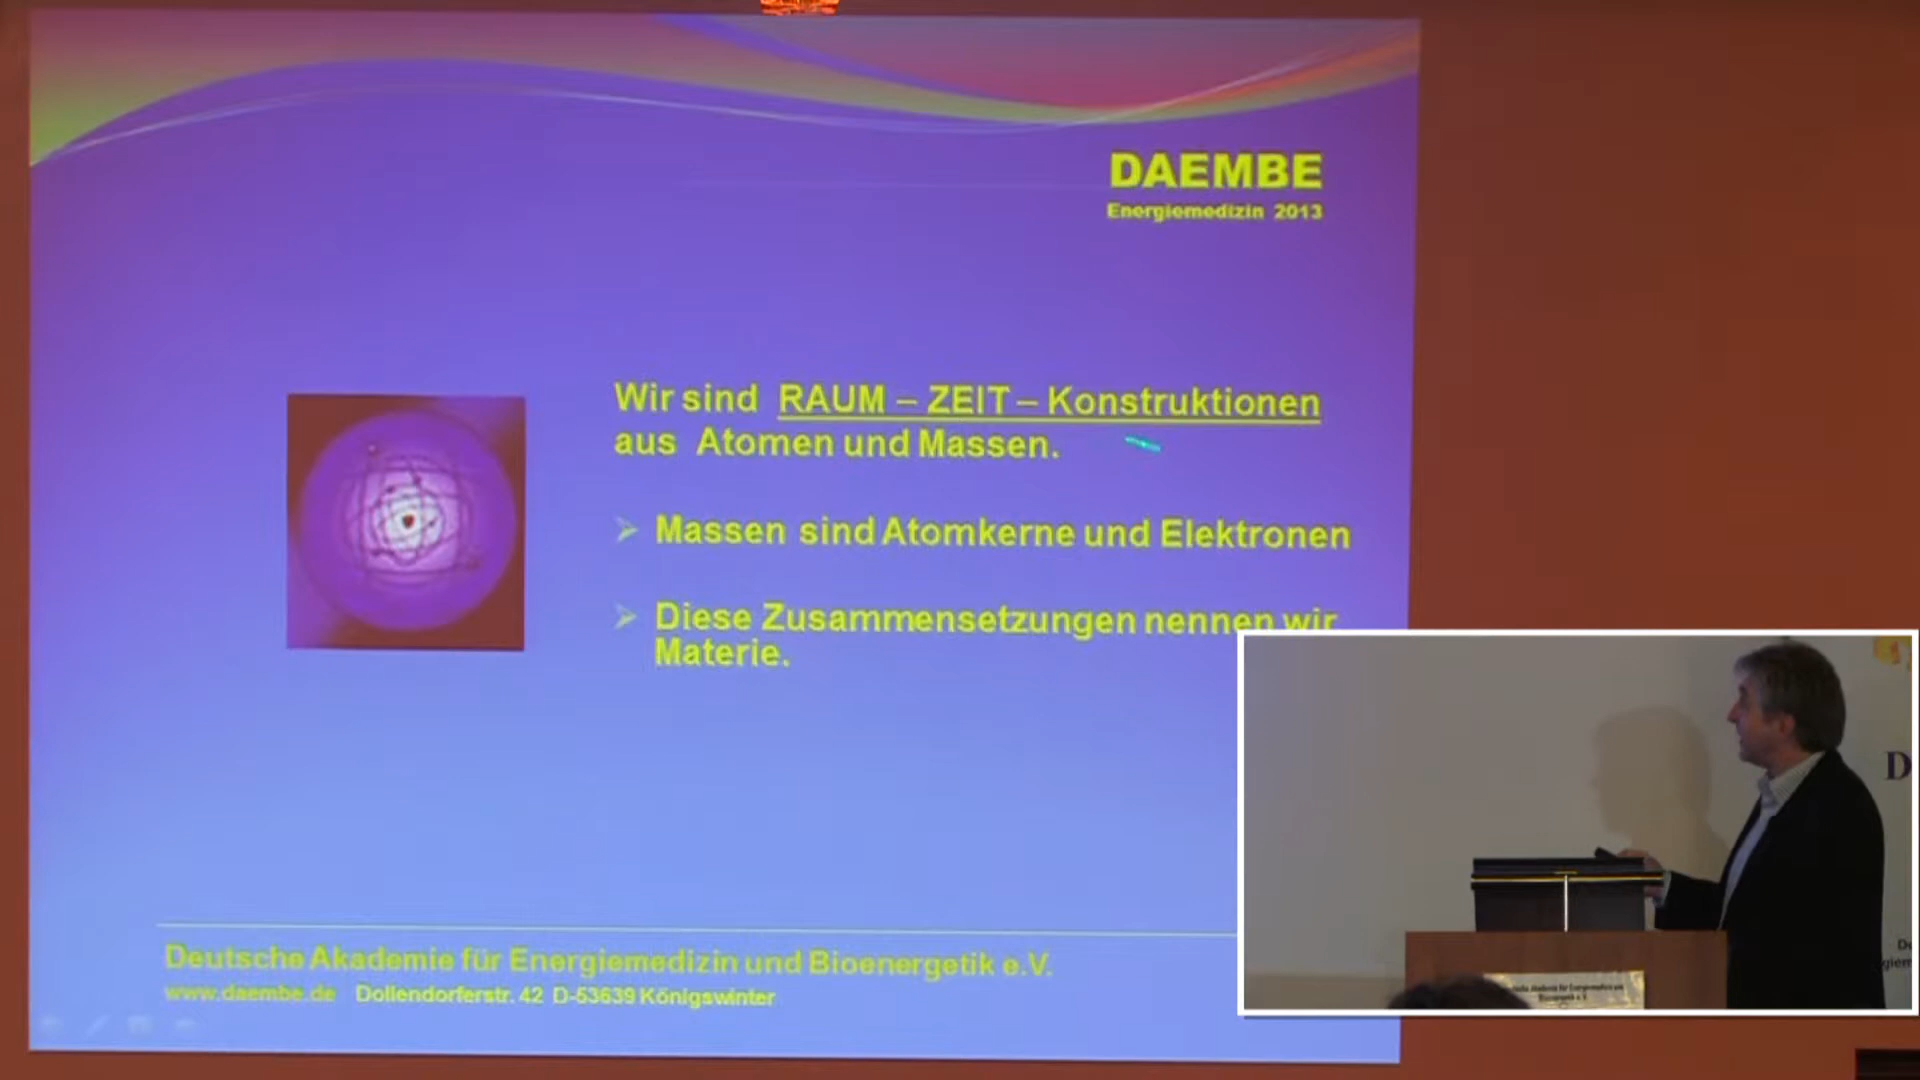 DAEMBE
Energiemedizin 2013
Wir sind RAUM – ZEIT – Konstruktionen
aus Atomen und Massen.
Massen sind Atomkerne und Elektronen
Diese Zusammensetzungen nennen wir
Materie.
Deutsche Akademie für Energiemedizin und Bioenergetik e.V.
www.daembe.de Dollendorferstr. 42 D-53639 Königswinter
D